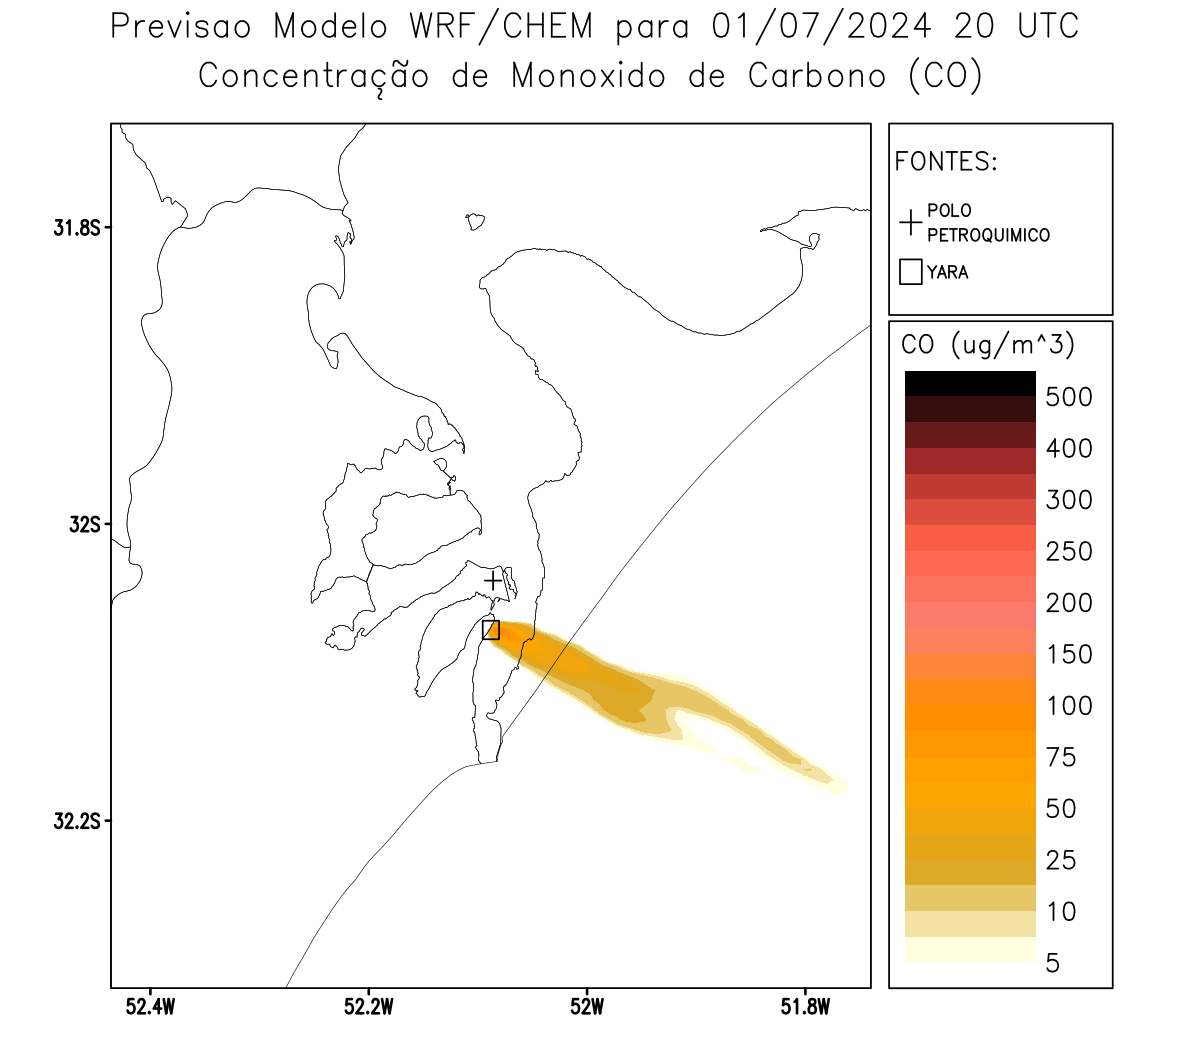 Previsao Modelo WRF/CHEM para 01/07/2024 20 UTC
Concentração de Monoxido de Carbono (CO)
FONTES:
POLO
PETROQUIMICO
YARA
31.8S
32S
32.2S
52.4W
52.2W
52W
51.8W
CO (ug/m^3)
500
400
300
250
200
150
100
75
50
25
10
5